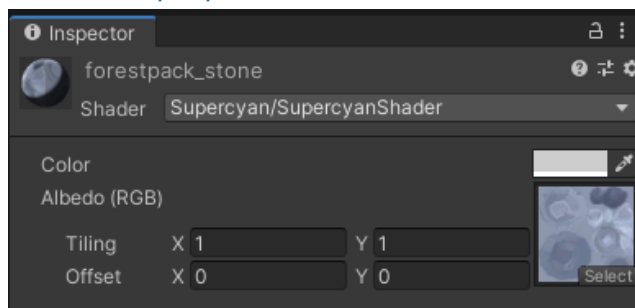 Inspector
forestpack_stone
Shader Supercyan/SupercyanShader
Color
Albedo (RGB)
Tiling X 1 Y 1
Offset X 0 Y 0
Select